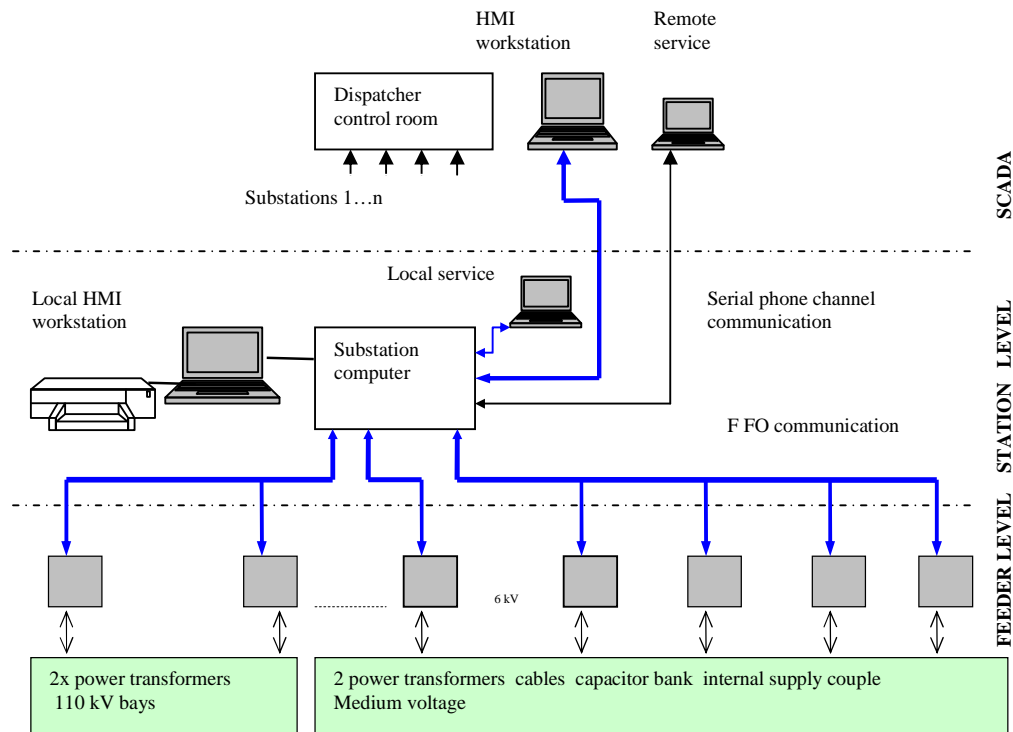 HMI
workstation
Remote
service
Dispatcher
control room
Substations 1…n
SCADA
Local service
Local HMI
workstation
Serial phone channel
communication
Substation
computer
STATION LEVEL
F FO communication
FEEDER LEVEL
6 kV
2x power transformers
110 kV bays
2 power transformers cables capacitor bank internal supply couple
Medium voltage